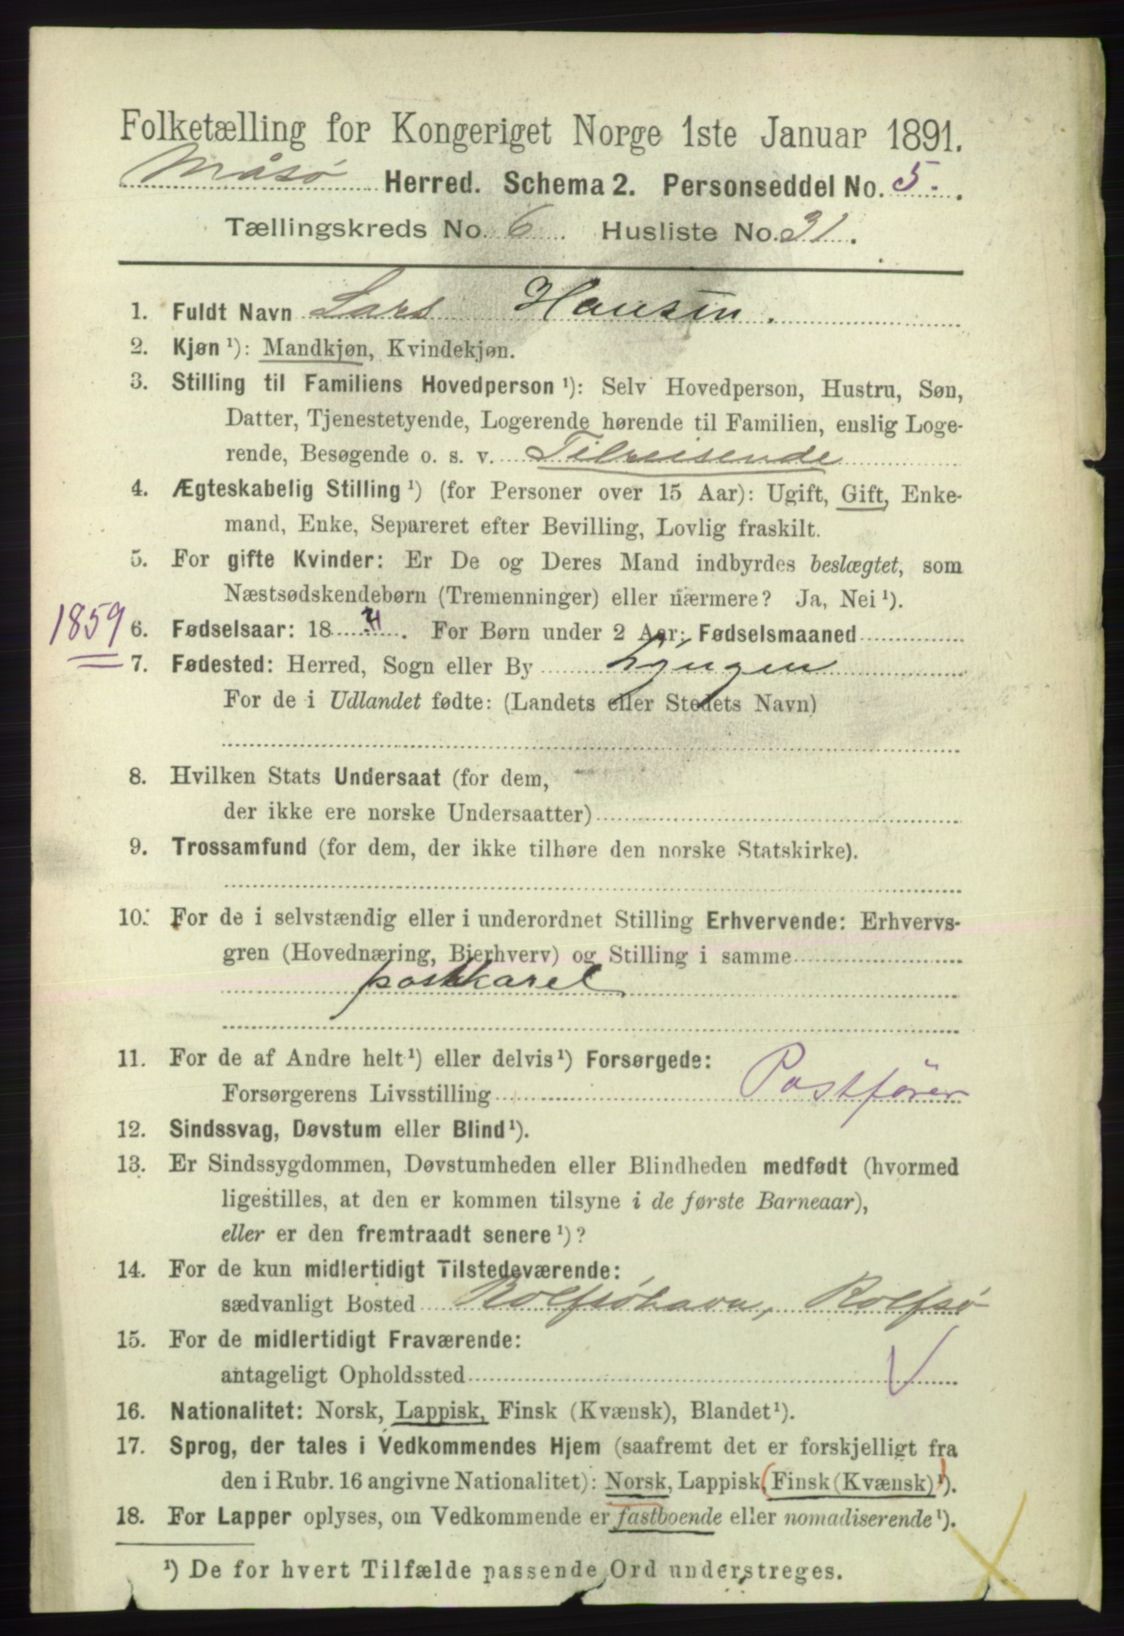 Folketælling for Kongeriget Norge 1ste Januar 1891.
Måsø Herred. Schema 2. Personseddel No. 5.
Tællingskreds No. 6. Husliste No. 31.
1. Fuldt Navn Lars Hansen.
2. Kjøn ¹): Mandkjøn, Kvindekjøn.
3. Stilling til Familiens Hovedperson ¹): Selv Hovedperson, Hustru, Søn,
Datter, Tjenestetyende, Logerende hørende til Familien, enslig Loge-
rende, Besøgende o. s. v. Tilreisende
4. Ægteskabelig Stilling ¹) (for Personer over 15 Aar): Ugift, Gift, Enke-
mand, Enke, Separeret efter Bevilling, Lovlig fraskilt.
5. For gifte Kvinder: Er De og Deres Mand indbyrdes beslægtet, som
Næstsødskendebørn (Tremenninger) eller nærmere? Ja, Nei ¹).
1859 6. Fødselsaar: 18 . For Børn under 2 Aar: Fødselsmaaned
7. Fødested: Herred, Sogn eller By Lyngen
For de i Udlandet fødte: (Landets eller Stedets Navn)
8. Hvilken Stats Undersaat (for dem,
der ikke ere norske Undersaatter)
9. Trossamfund (for dem, der ikke tilhøre den norske Statskirke).
10. For de i selvstændig eller i underordnet Stilling Erhvervende: Erhvervs-
gren (Hovednæring, Bierhverv) og Stilling i samme
postkarel
11. For de af Andre helt ¹) eller delvis ¹) Forsørgede:
Forsørgerens Livsstilling Postfører
12. Sindssvag, Døvstum eller Blind ¹).
13. Er Sindssygdommen, Døvstumheden eller Blindheden medfødt (hvormed
ligestilles, at den er kommen tilsyne i de første Barneaar),
eller er den fremtraadt senere ¹)?
14. For de kun midlertidigt Tilstedeværende:
sædvanligt Bosted Rolfsøhavn, Rolfsø
15. For de midlertidigt Fraværende:
antageligt Opholdssted
16. Nationalitet: Norsk, Lappisk, Finsk (Kvænsk), Blandet ¹).
17. Sprog, der tales i Vedkommendes Hjem (saafremt det er forskjelligt fra
den i Rubr. 16 angivne Nationalitet): Norsk, Lappisk (Finsk (Kvænsk) ¹).
18. For Lapper oplyses, om Vedkommende er fastboende eller nomadiserende ¹).
¹) De for hvert Tilfælde passende Ord understreges.